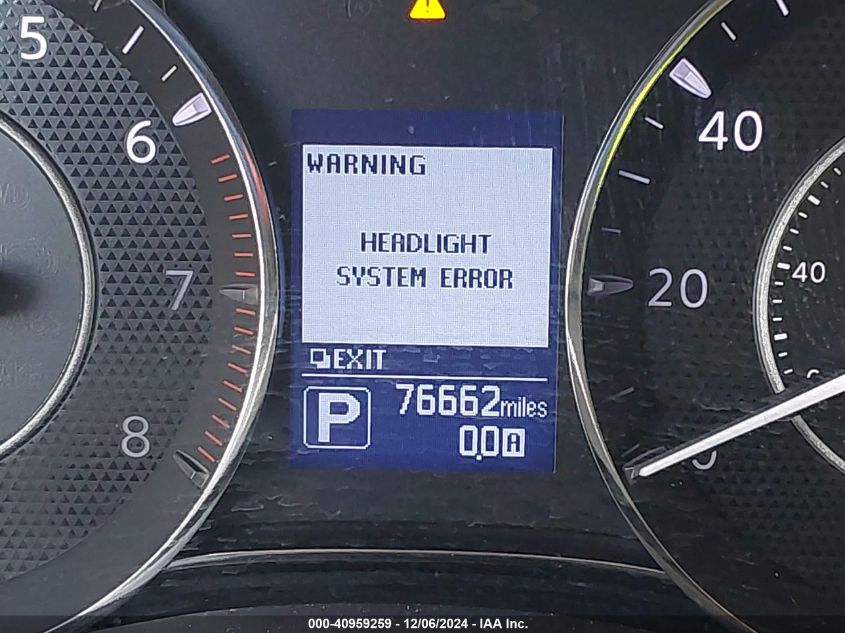 5
6
7
8
WARNING
HEADLIGHT
SYSTEM ERROR
EXIT
P
76662miles
0.0A
40
20
40
000-40959259 - 12/06/2024 - IAA Inc.